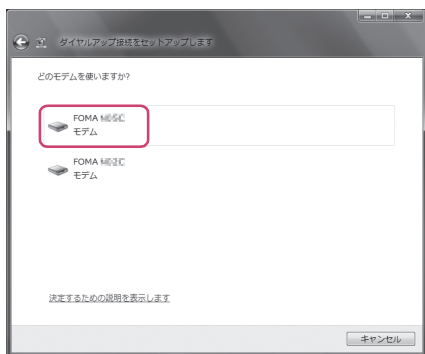 ダイヤルアップ接続をセットアップします
どのモデムを使いますか?
FOMA
モデム
FOMA
モデム
決定するための説明を表示します
キャンセル